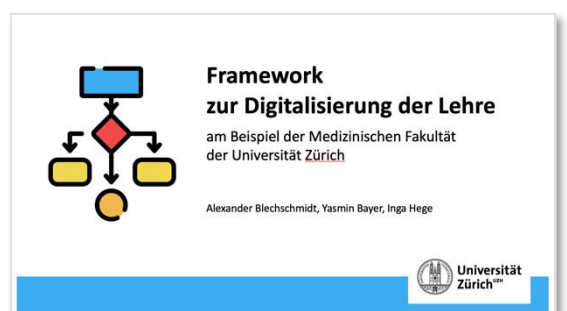 Framework
zur Digitalisierung der Lehre
am Beispiel der Medizinischen Fakultät
der Universität Zürich
Alexander Blechschmidt, Yasmin Bayer, Inga Hege
Universität
Zürich UZH